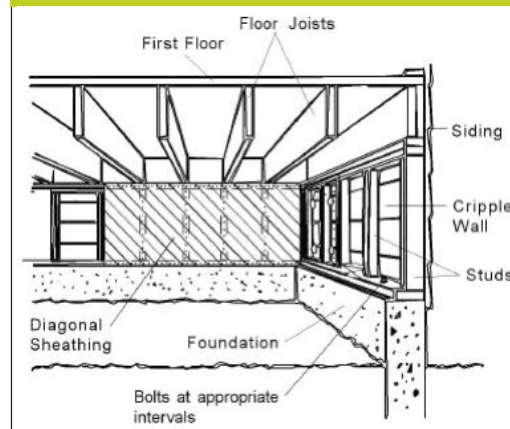 Floor Joists
First Floor
Siding
Cripple
Wall
Studs
Diagonal
Sheathing
Foundation
Bolts at appropriate
intervals